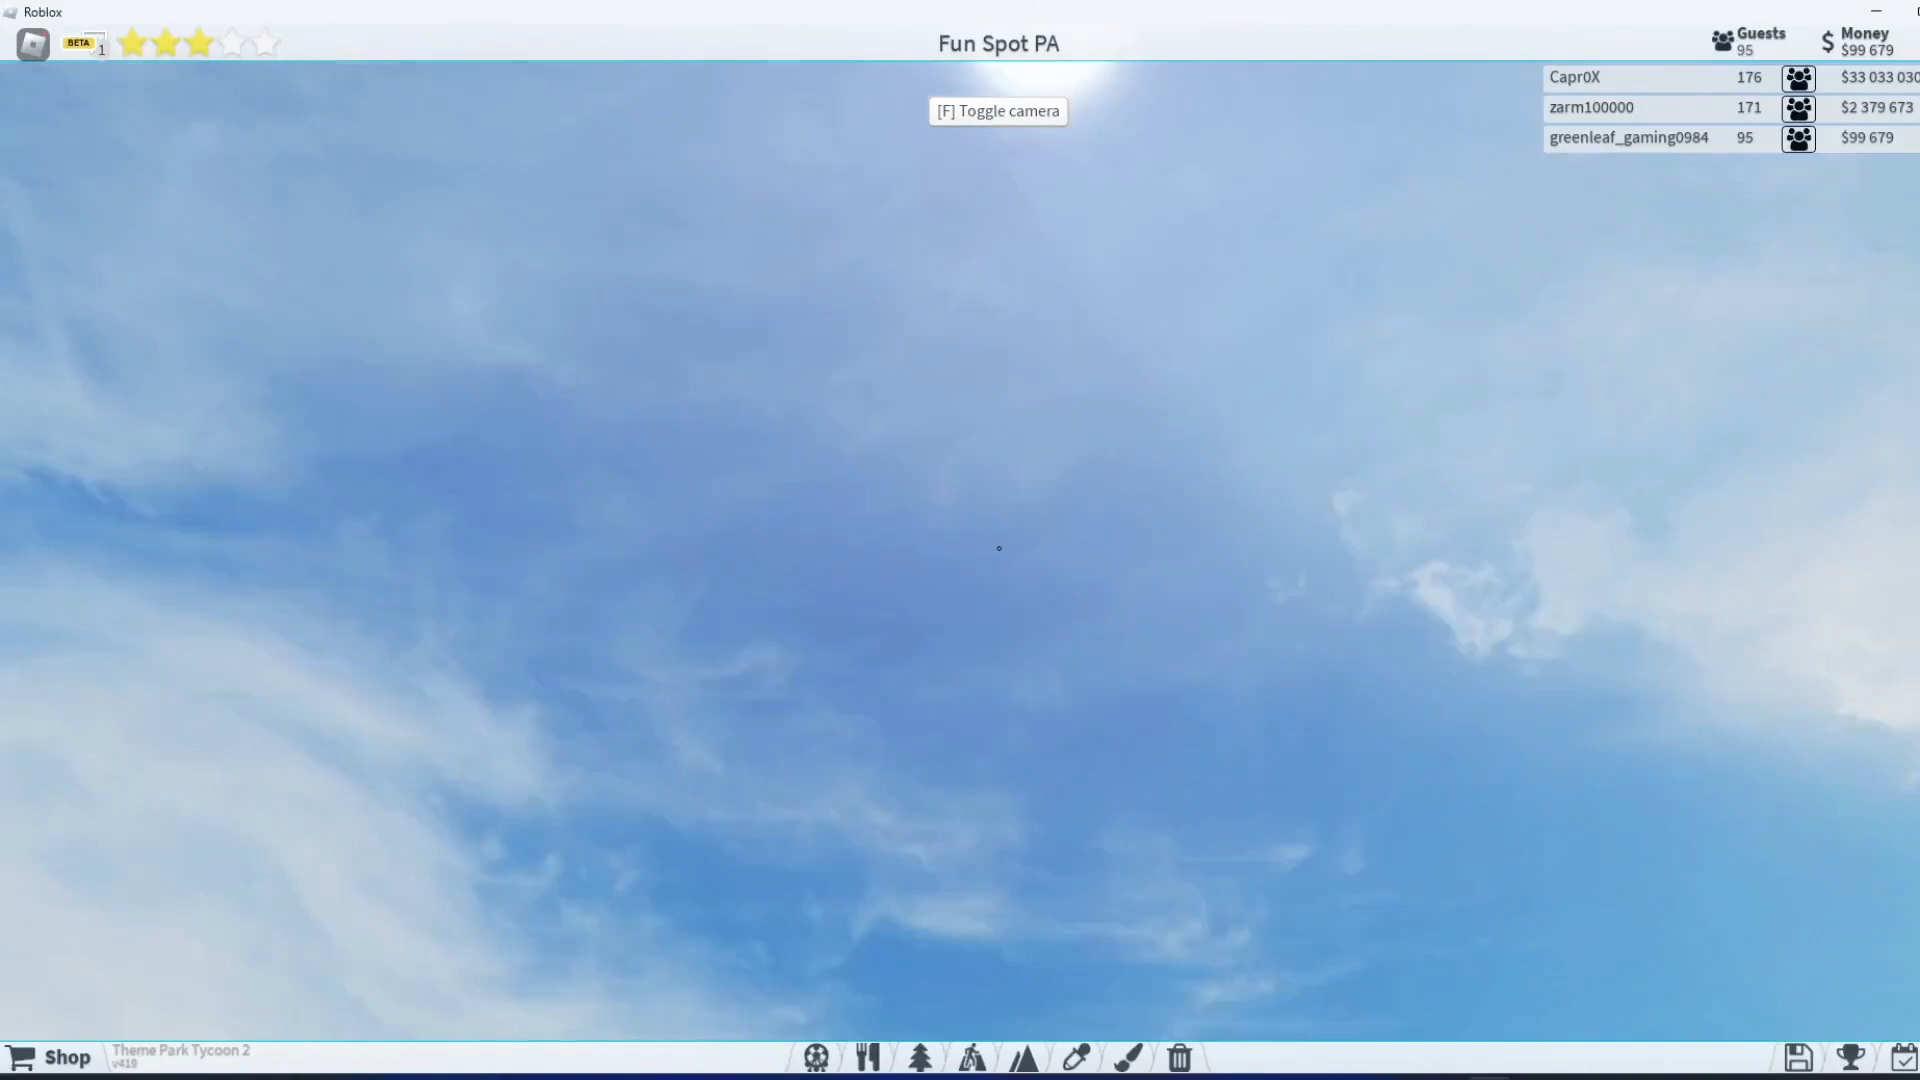 Roblox
BETA
1
Fun Spot PA
Guests
95
Money
$99 679
[F] Toggle camera
Capr0X 176 $33 033 030
zarm100000 171 $2 379 673
greenleaf_gaming0984 95 $99 679
Shop
Theme Park Tycoon 2
v419